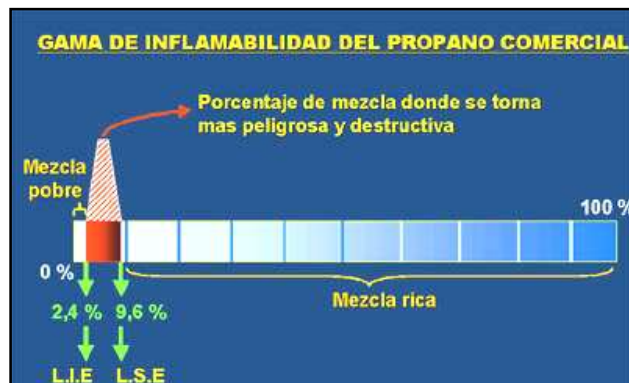 GAMA DE INFLAMABILIDAD DEL PROPANO COMERCIAL
Porcentaje de mezcla donde se torna
mas peligrosa y destructiva
Mezcla
pobre
100 %
0 %
Mezcla rica
2,4 % 9,6 %
L.I.E L.S.E